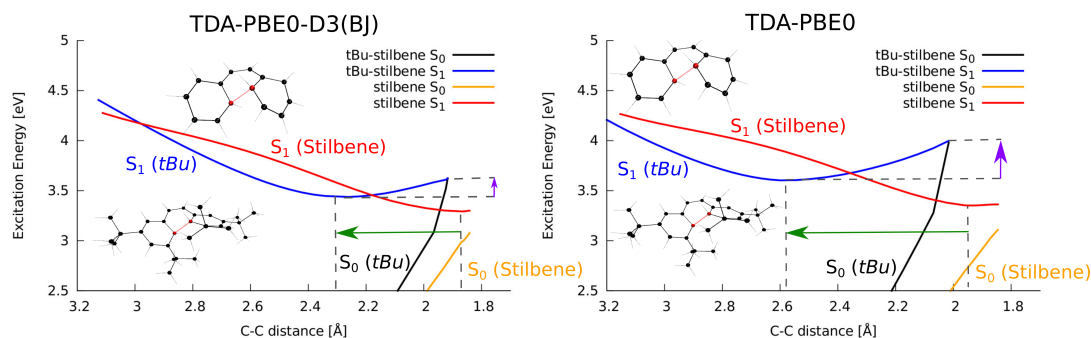 TDA-PBE0-D3(BJ)
5
4.5
4
3.5
3
2.5
3.2
3
2.8
2.6
2.4
2.2
2
1.8
Excitation Energy [eV]
C-C distance [Å]
tBu-stilbene S₀
tBu-stilbene S₁
stilbene S₀
stilbene S₁
S₁ (Stilbene)
S₁ (tBu)
S₀ (tBu)
S₀ (Stilbene)
TDA-PBE0
5
4.5
4
3.5
3
2.5
3.2
3
2.8
2.6
2.4
2.2
2
1.8
Excitation Energy [eV]
C-C distance [Å]
tBu-stilbene S₀
tBu-stilbene S₁
stilbene S₀
stilbene S₁
S₁ (Stilbene)
S₁ (tBu)
S₀ (tBu)
S₀ (Stilbene)